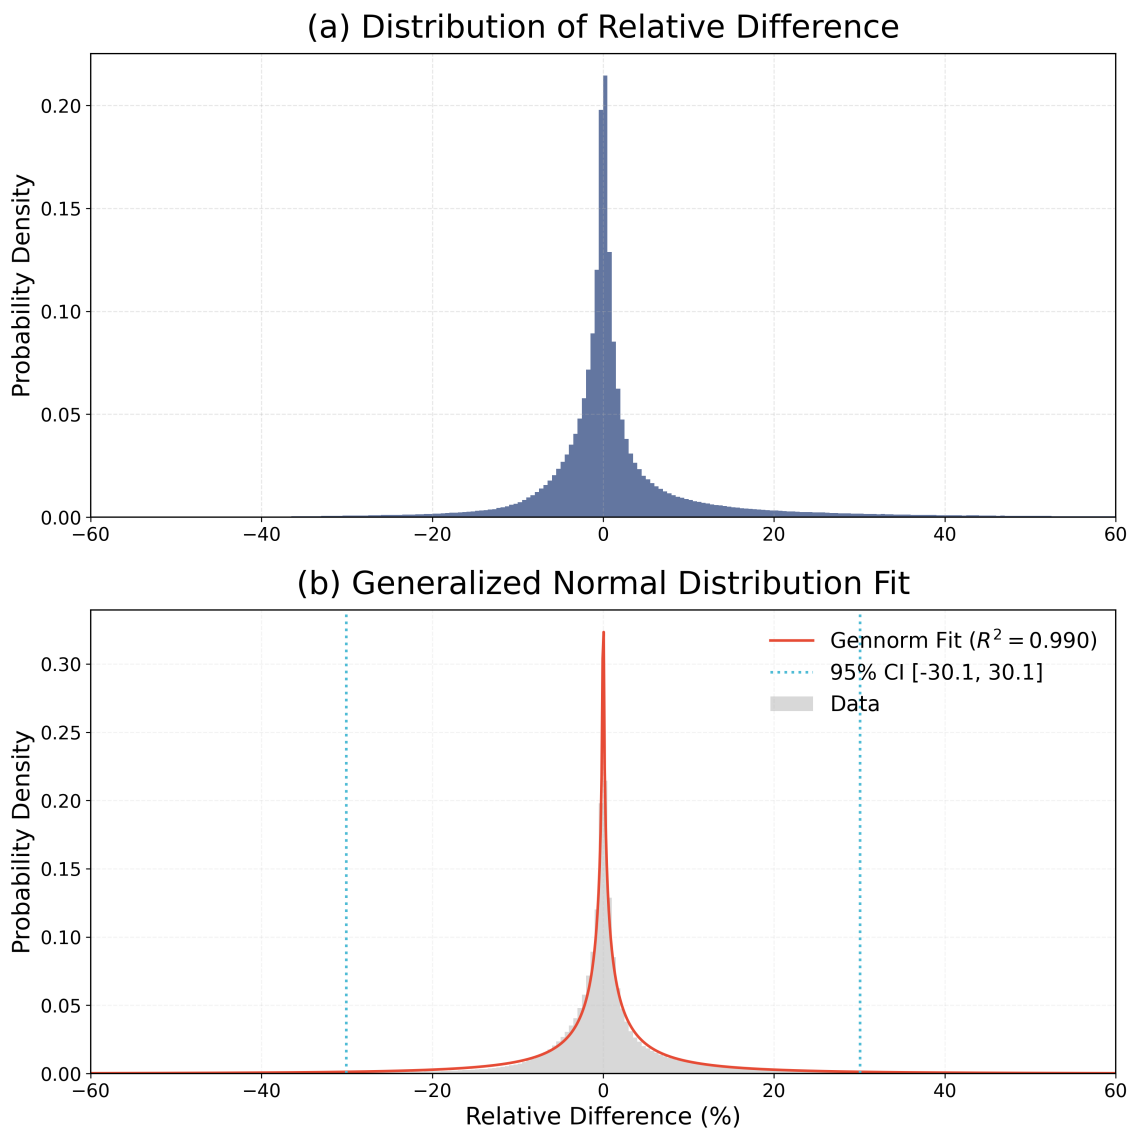 (a) Distribution of Relative Difference
Probability Density
0.20
0.15
0.10
0.05
0.00
−60 −40 −20 0 20 40 60
(b) Generalized Normal Distribution Fit
Probability Density
0.30
0.25
0.20
0.15
0.10
0.05
0.00
Gennorm Fit (R² = 0.990)
95% CI [-30.1, 30.1]
Data
−60 −40 −20 0 20 40 60
Relative Difference (%)